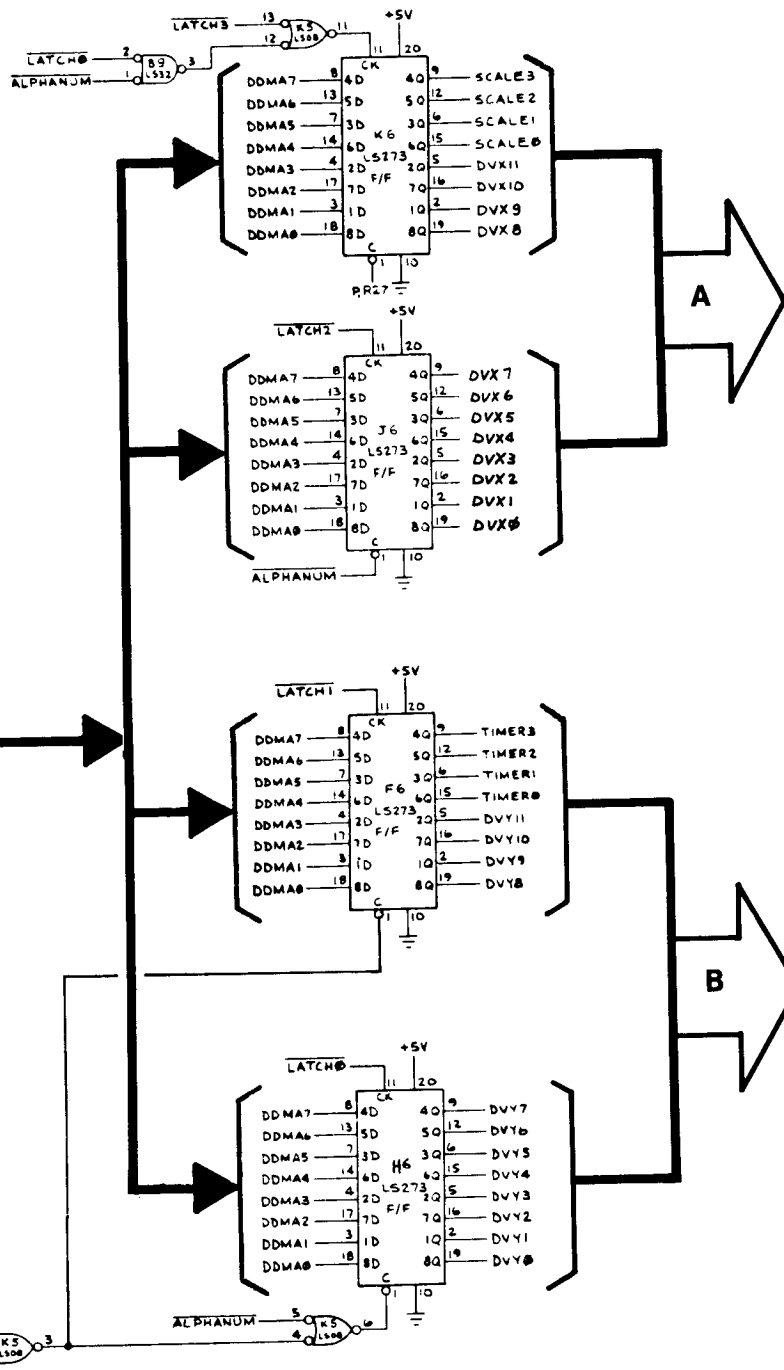 LATCH3 13 K5 LS08 11 +5V
12
LATCH0 2 B9 LS32 3
ALPHANUM 1
11 20
CK
DDMA7 8 4D 4Q 9 SCALE3
DDMA6 13 5D 5Q 12 SCALE2
DDMA5 7 3D 3Q 6 SCALE1
K6
DDMA4 14 6D 6Q 15 SCALE0
LS273
DDMA3 4 2D 2Q 5 DVX11
F/F
DDMA2 17 7D 7Q 16 DVX10
DDMA1 3 1D 1Q 2 DVX9
DDMA0 18 8D 8Q 19 DVX8
C
1 10
PR27
A
+5V
LATCH2
11 20
CK
DDMA7 8 4D 4Q 9 DVX7
DDMA6 13 5D 5Q 12 DVX6
DDMA5 7 3D 3Q 6 DVX5
J6
DDMA4 14 6D 6Q 15 DVX4
LS273
DDMA3 4 2D 2Q 5 DVX3
F/F
DDMA2 17 7D 7Q 16 DVX2
DDMA1 3 1D 1Q 2 DVX1
DDMA0 18 8D 8Q 19 DVX0
C
1 10
ALPHANUM
+5V
LATCH1
11 20
CK
DDMA7 8 4D 4Q 9 TIMER3
DDMA6 13 5D 5Q 12 TIMER2
DDMA5 7 3D 3Q 6 TIMER1
F6
DDMA4 14 6D 6Q 15 TIMER0
LS273
DDMA3 4 2D 2Q 5 DVY11
F/F
DDMA2 17 7D 7Q 16 DVY10
DDMA1 3 1D 1Q 2 DVY9
DDMA0 18 8D 8Q 19 DVY8
C
1 10
B
+5V
LATCH0
11 20
CK
DDMA7 8 4D 4Q 9 DVY7
DDMA6 13 5D 5Q 12 DVY6
DDMA5 7 3D 3Q 6 DVY5
H6
DDMA4 14 6D 6Q 15 DVY4
LS273
DDMA3 4 2D 2Q 5 DVY3
F/F
DDMA2 17 7D 7Q 16 DVY2
DDMA1 3 1D 1Q 2 DVY1
DDMA0 18 8D 8Q 19 DVY0
C
1 10
ALPHANUM 5 K5 LS08 6
4
K5 LS08 3